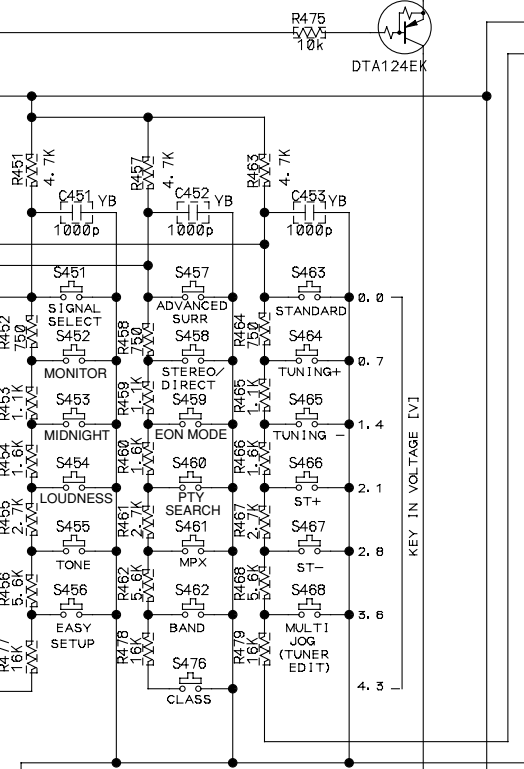 R475
10k
DTA124EK
R451
4.7K
R457
4.7K
R463
4.7K
C451 YB
1000p
C452 YB
1000p
C453 YB
1000p
S451
SIGNAL
SELECT
S457
ADVANCED
SURR
S463
STANDARD
0.0
R452
750
R458
750
R464
750
S452
MONITOR
S458
STEREO/
DIRECT
S464
TUNING+
0.7
R453
1.1K
R459
1.1K
R465
1.1K
S453
MIDNIGHT
S459
EON MODE
S465
TUNING -
1.4
R454
1.6K
R460
1.6K
R466
1.6K
S454
LOUDNESS
S460
PTY
SEARCH
S466
ST+
2.1
R455
2.7K
R461
2.7K
R467
2.7K
S455
TONE
S461
MPX
S467
ST-
2.8
R456
5.6K
R462
5.6K
R468
5.6K
S456
EASY
SETUP
S462
BAND
S468
MULTI
JOG
(TUNER
EDIT)
3.6
R477
16K
R478
16K
R479
16K
S476
CLASS
4.3
KEY IN VOLTAGE [V]